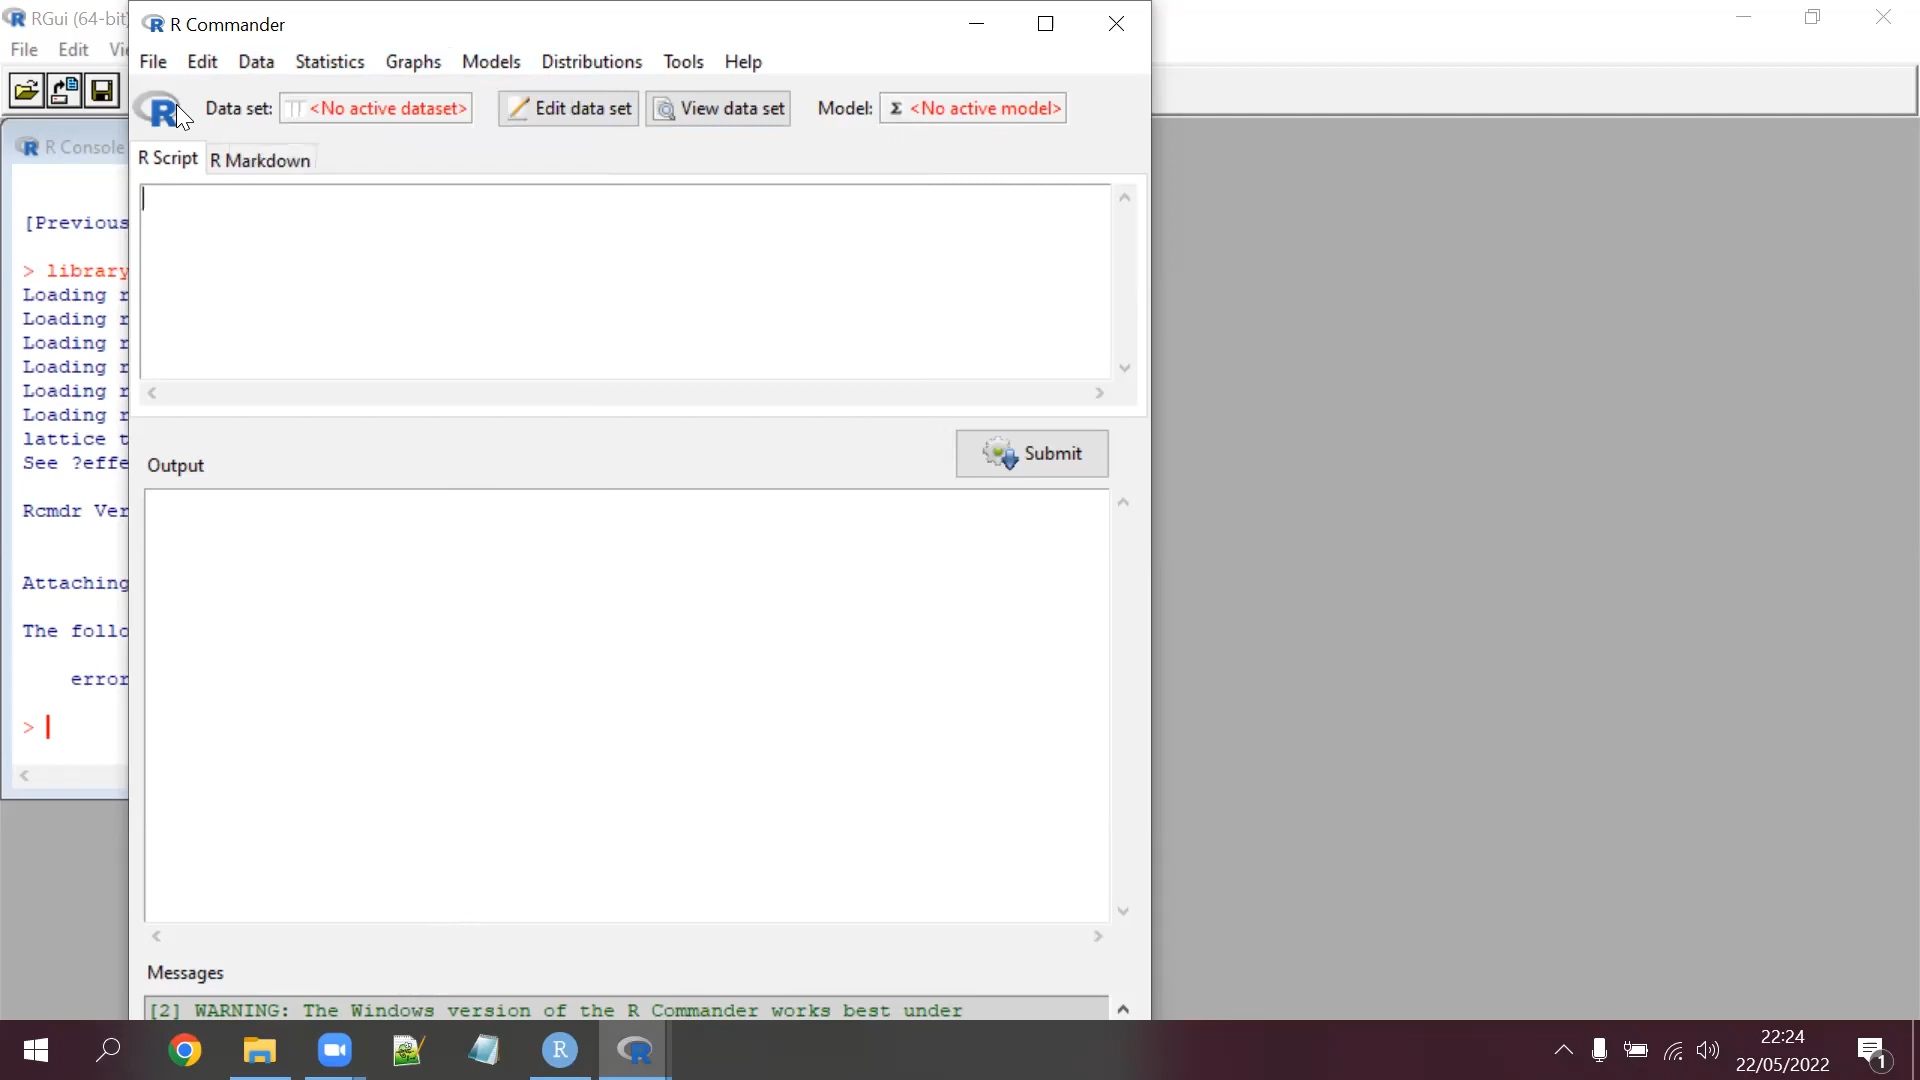 RGui (64-bit)
File Edit Vi
R Console
[Previous
> library
Loading r
Loading r
Loading r
Loading r
Loading r
Loading r
lattice t
See ?effe
Rcmdr Ver
Attaching
The follo
error
>
R Commander
File Edit Data Statistics Graphs Models Distributions Tools Help
R Data set: <No active dataset> Edit data set View data set Model: Σ <No active model>
R Script R Markdown
Submit
Output
Messages
[2] WARNING: The Windows version of the R Commander works best under
R
22:24
22/05/2022
1